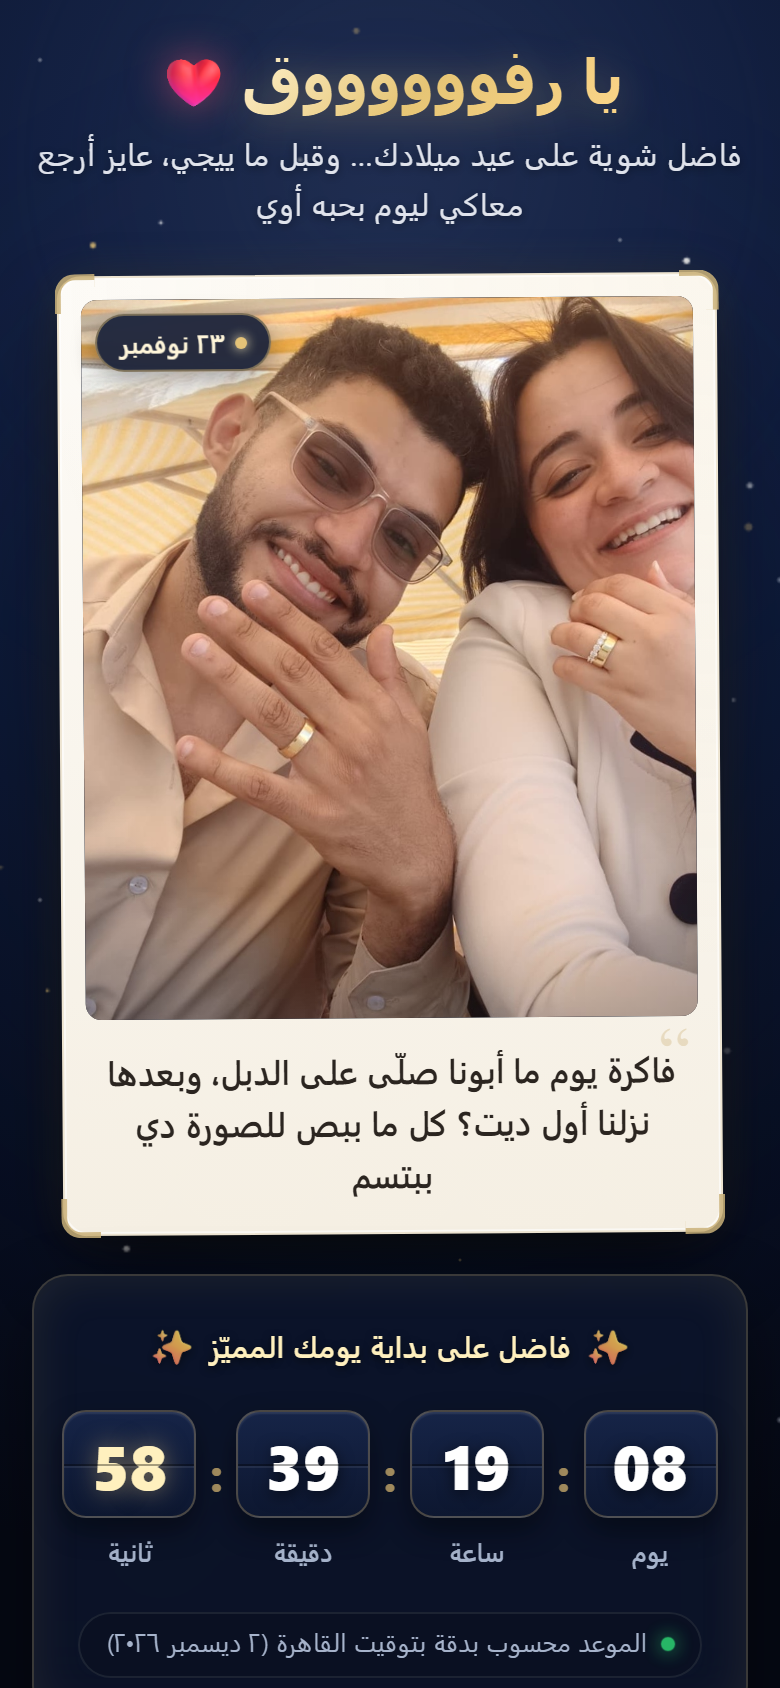 يا رفوووووووق
فاضل شوية على عيد ميلادك... وقبل ما ييجي، عايز أرجع
معاكي ليوم بحبه أوي
٢٣ نوفمبر
“
فاكرة يوم ما أبونا صلّى على الدبل، وبعدها
نزلنا أول ديت؟ كل ما ببص للصورة دي
ببتسم
فاضل على بداية يومك المميّز
08 : 19 : 39 : 58
يوم ساعة دقيقة ثانية
الموعد محسوب بدقة بتوقيت القاهرة (٢ ديسمبر ٢٠٢٦)